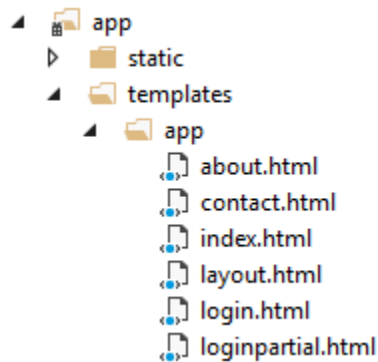 app
static
templates
app
about.html
contact.html
index.html
layout.html
login.html
loginpartial.html